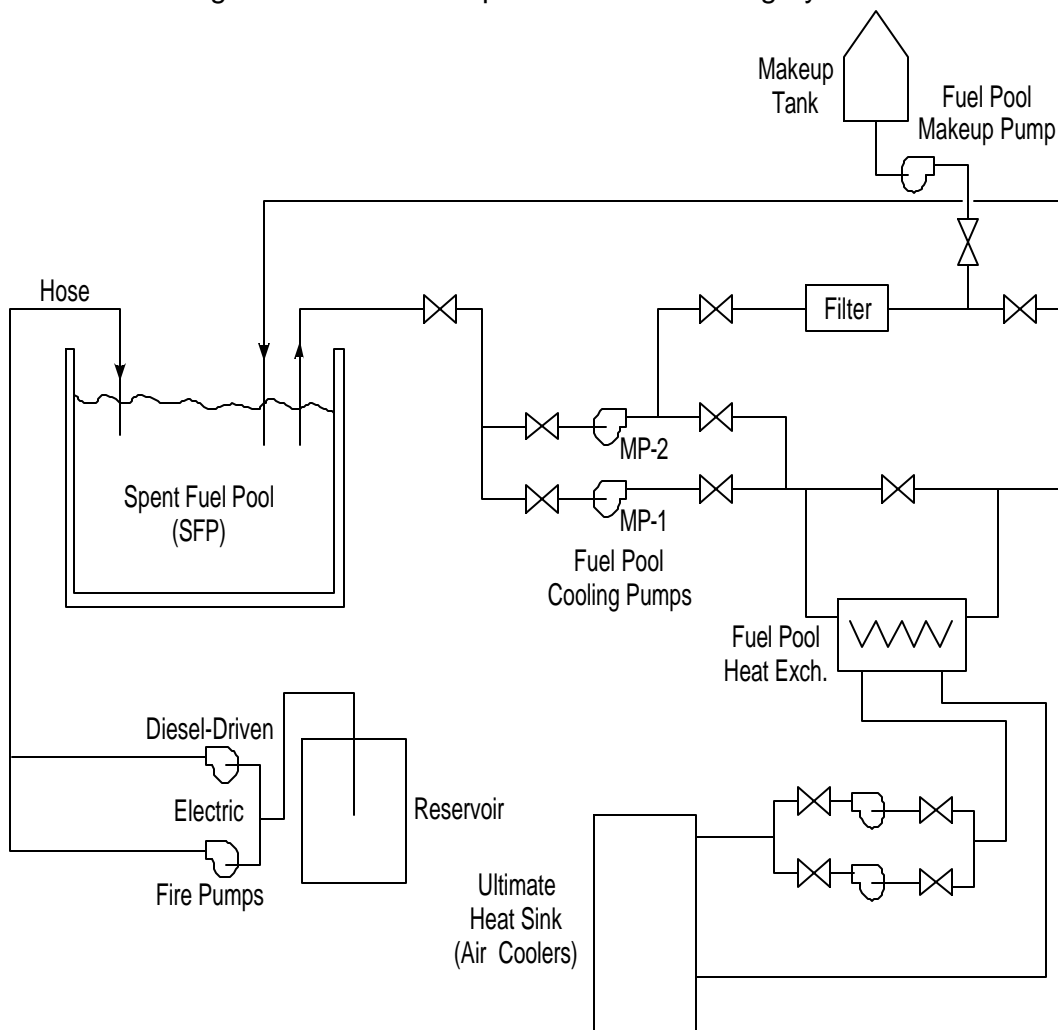 Makeup
Tank
Fuel Pool
Makeup Pump
Hose
Filter
MP-2
Spent Fuel Pool
(SFP)
MP-1
Fuel Pool
Cooling Pumps
Fuel Pool
Heat Exch.
Diesel-Driven
Electric
Reservoir
Fire Pumps
Ultimate
Heat Sink
(Air Coolers)